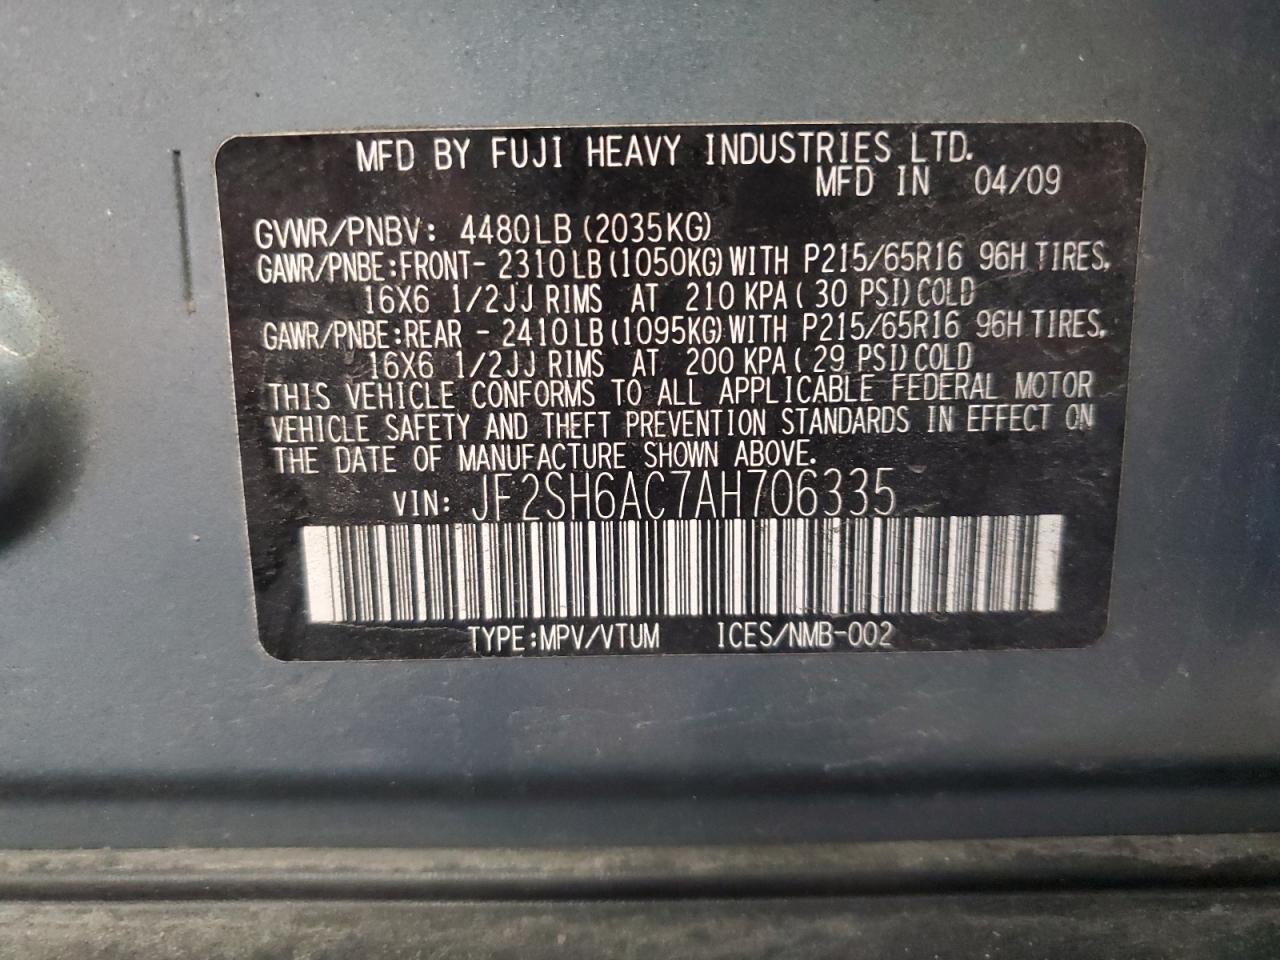 MFD BY FUJI HEAVY INDUSTRIES LTD.
MFD IN 04/09
GVWR/PNBV: 4480LB (2035KG)
GAWR/PNBE:FRONT- 2310LB(1050KG)WITH P215/65R16 96H TIRES,
16X6 1/2JJ RIMS AT 210 KPA( 30 PSI)COLD
GAWR/PNBE:REAR - 2410LB(1095KG)WITH P215/65R16 96H TIRES,
16X6 1/2JJ RIMS AT 200 KPA( 29 PSI)COLD
THIS VEHICLE CONFORMS TO ALL APPLICABLE FEDERAL MOTOR
VEHICLE SAFETY AND THEFT PREVENTION STANDARDS IN EFFECT ON
THE DATE OF MANUFACTURE SHOWN ABOVE.
VIN: JF2SH6AC7AH706335
TYPE:MPV/VTUM ICES/NMB-002